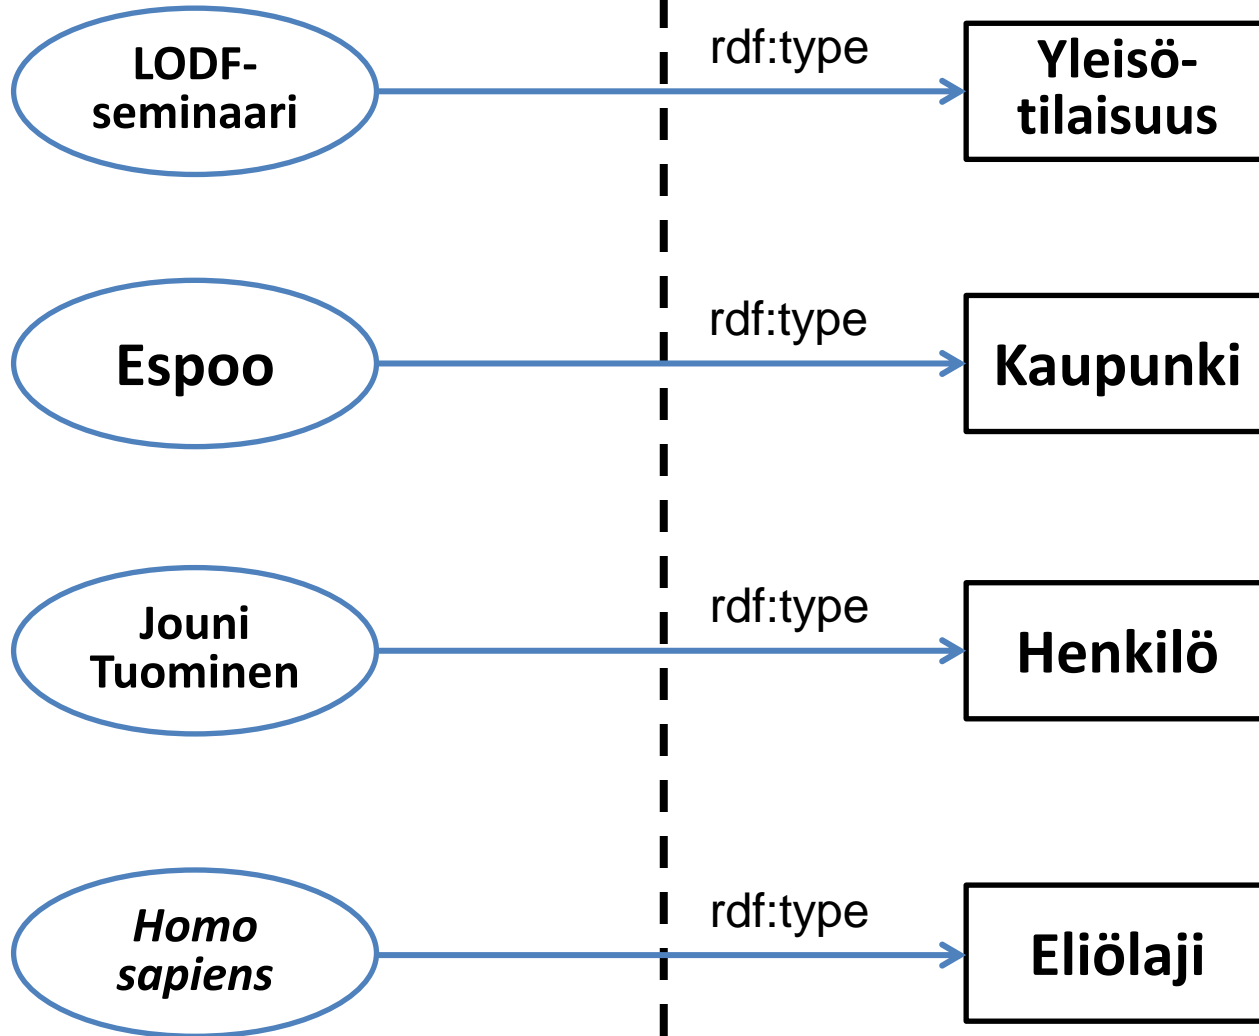 LODF-
seminaari
rdf:type
Yleisö-
tilaisuus
Espoo
rdf:type
Kaupunki
Jouni
Tuominen
rdf:type
Henkilö
Homo
sapiens
rdf:type
Eliölaji